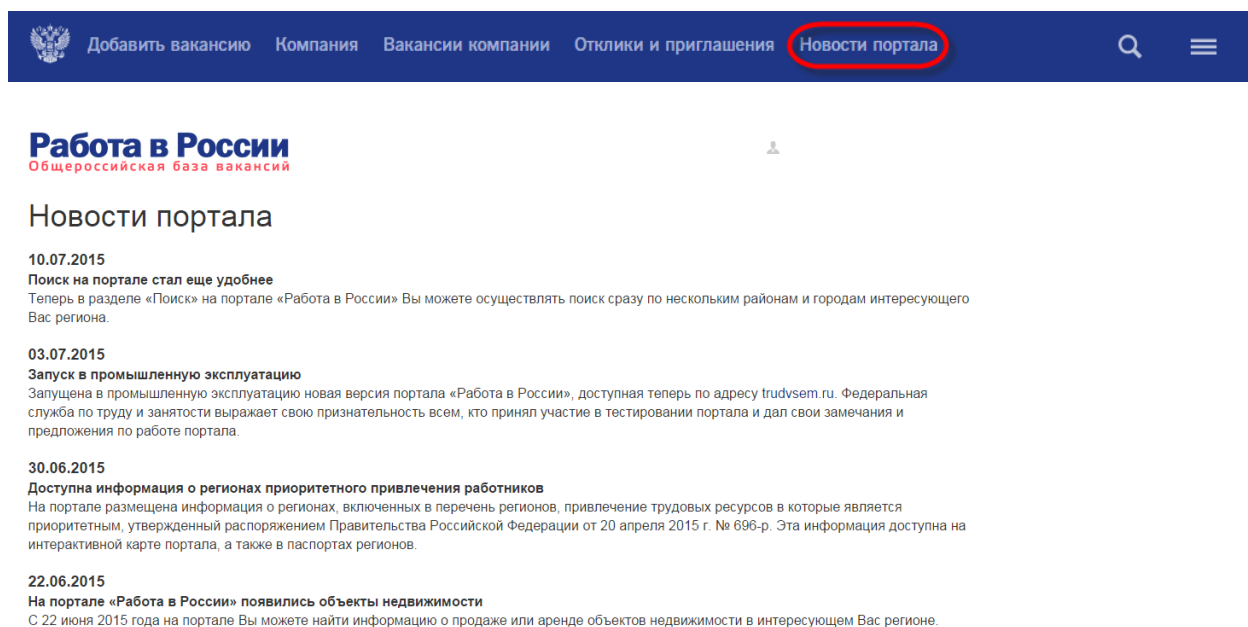 Добавить вакансию Компания Вакансии компании Отклики и приглашения Новости портала
Работа в России
Общероссийская база вакансий
Новости портала
10.07.2015
Поиск на портале стал еще удобнее
Теперь в разделе «Поиск» на портале «Работа в России» Вы можете осуществлять поиск сразу по нескольким районам и городам интересующего
Вас региона.
03.07.2015
Запуск в промышленную эксплуатацию
Запущена в промышленную эксплуатацию новая версия портала «Работа в России», доступная теперь по адресу trudvsem.ru. Федеральная
служба по труду и занятости выражает свою признательность всем, кто принял участие в тестировании портала и дал свои замечания и
предложения по работе портала.
30.06.2015
Доступна информация о регионах приоритетного привлечения работников
На портале размещена информация о регионах, включенных в перечень регионов, привлечение трудовых ресурсов в которые является
приоритетным, утвержденный распоряжением Правительства Российской Федерации от 20 апреля 2015 г. № 696-р. Эта информация доступна на
интерактивной карте портала, а также в паспортах регионов.
22.06.2015
На портале «Работа в России» появились объекты недвижимости
С 22 июня 2015 года на портале Вы можете найти информацию о продаже или аренде объектов недвижимости в интересующем Вас регионе.